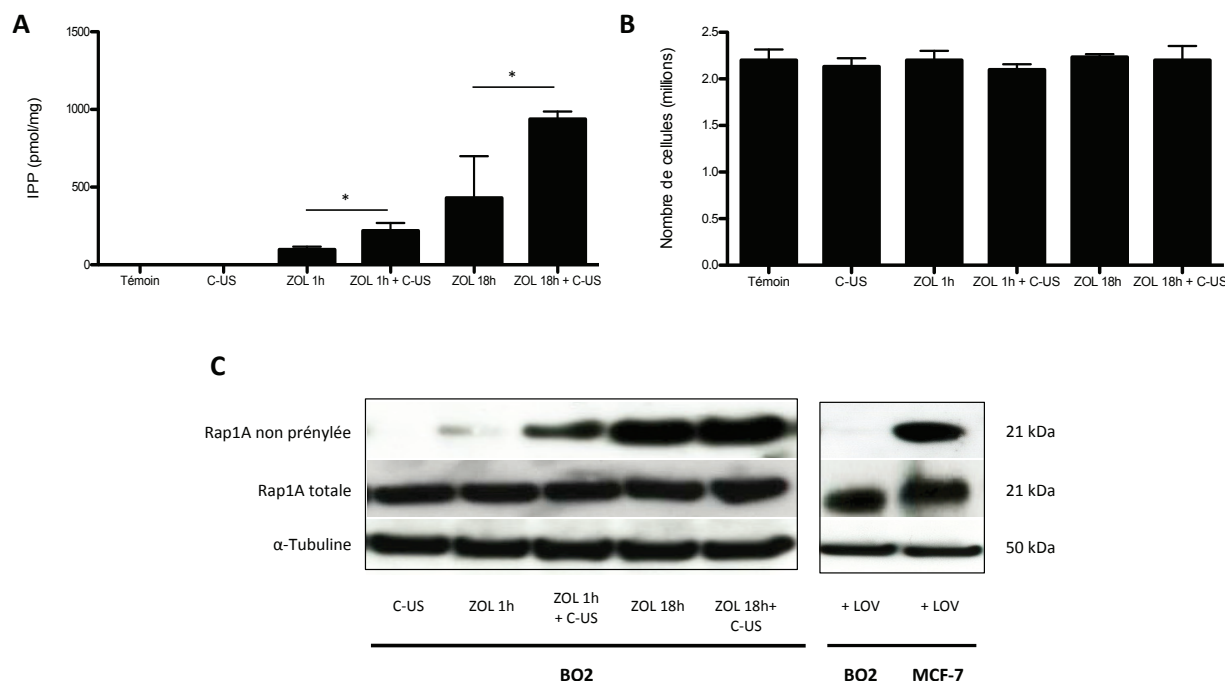 A
1500
1000
500
0
IPP (pmol/mg)
*
*
Témoin C-US ZOL 1h ZOL 1h + C-US ZOL 18h ZOL 18h + C-US
B
2.5
2.0
1.5
1.0
0.5
0.0
Nombre de cellules (millions)
Témoin C-US ZOL 1h ZOL 1h + C-US ZOL 18h ZOL 18h + C-US
C
Rap1A non prénylée 21 kDa
Rap1A totale 21 kDa
α-Tubuline 50 kDa
C-US ZOL 1h ZOL 1h ZOL 18h ZOL 18h+ + LOV + LOV
+ C-US C-US
BO2 BO2 MCF-7